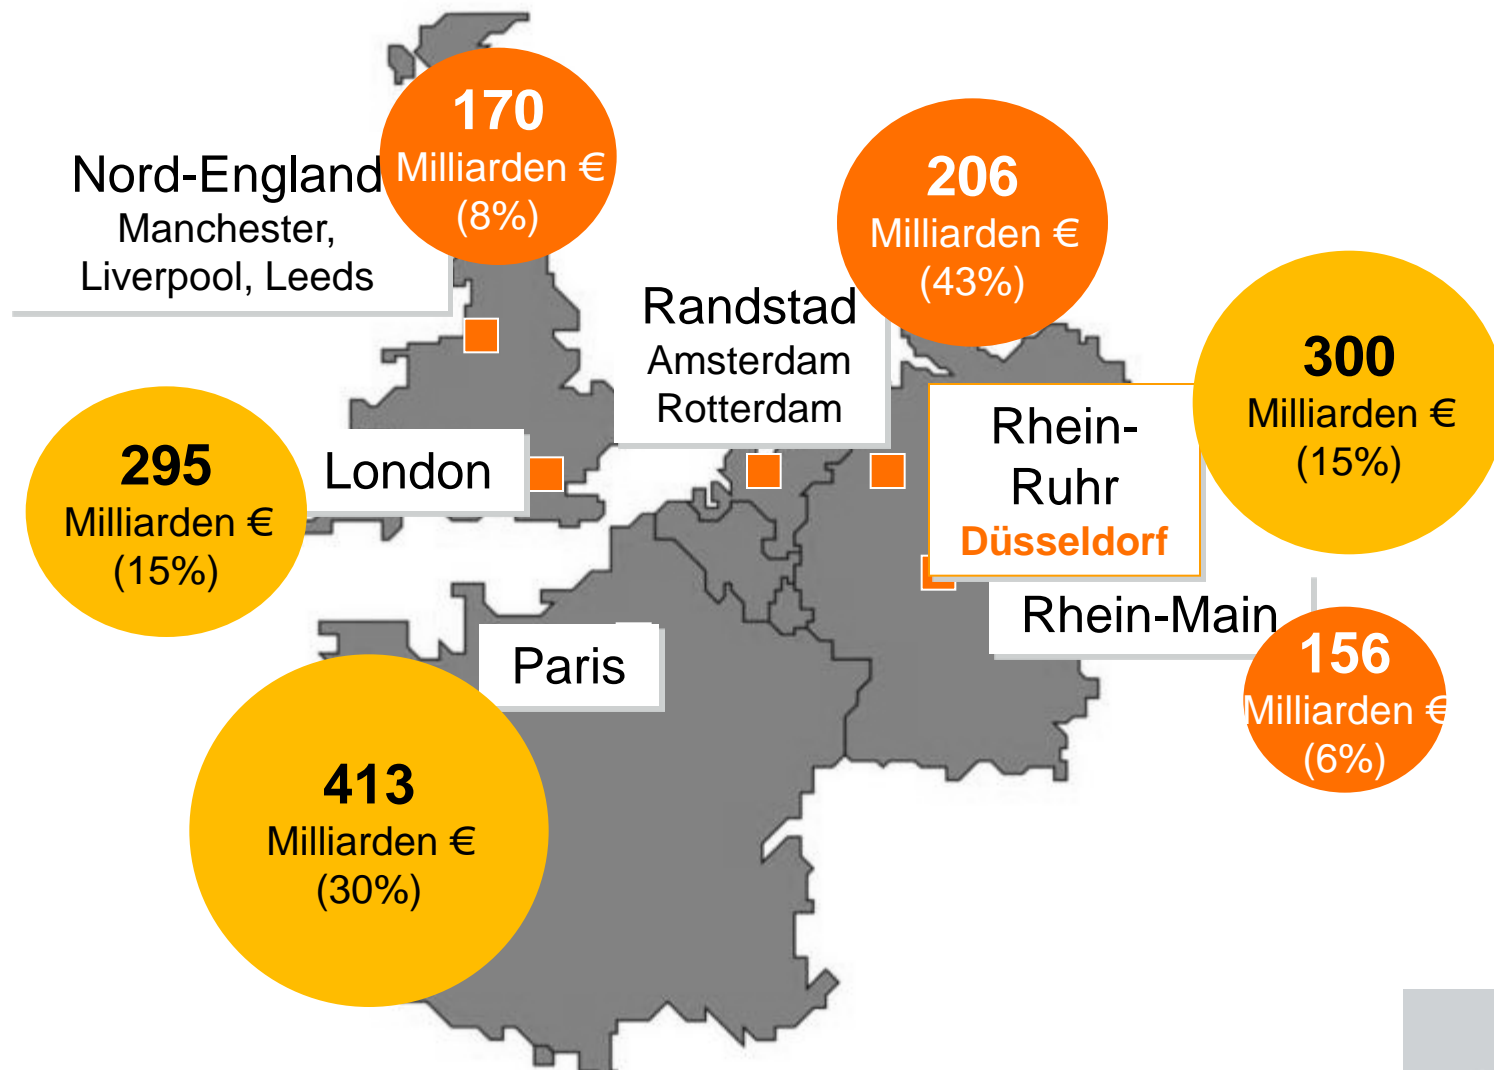 170
Milliarden €
(8%)
Nord-England
Manchester,
Liverpool, Leeds
206
Milliarden €
(43%)
Randstad
Amsterdam
Rotterdam
300
Milliarden €
(15%)
Rhein-
Ruhr
Düsseldorf
295
Milliarden €
(15%)
London
Rhein-Main
156
Milliarden €
(6%)
Paris
413
Milliarden €
(30%)